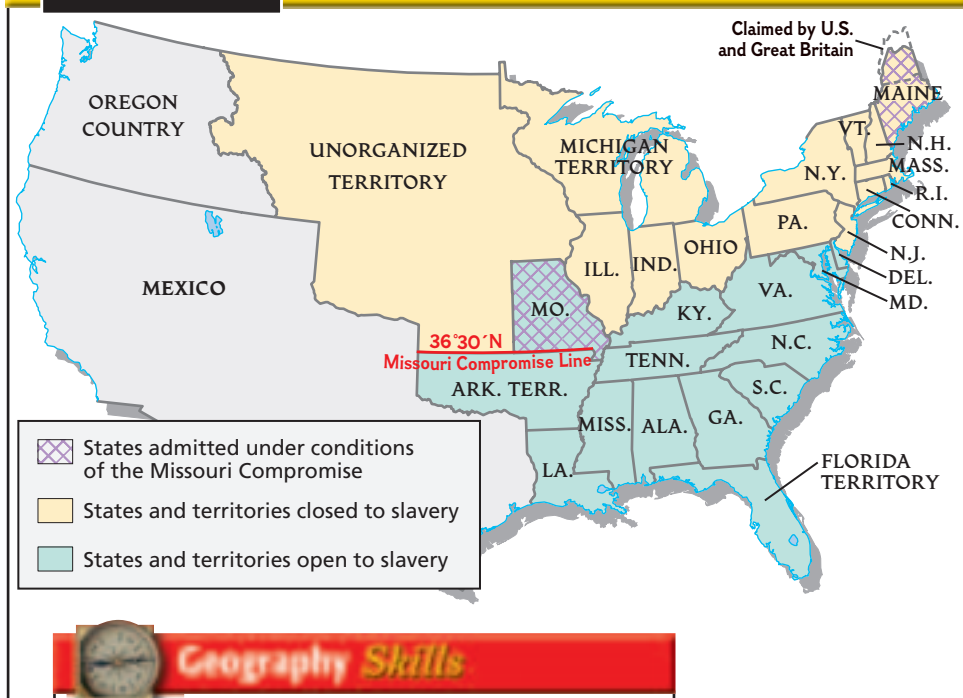 Claimed by U.S.
and Great Britain
OREGON
COUNTRY
UNORGANIZED
TERRITORY
MICHIGAN
TERRITORY
MAINE
VT.
N.H.
MASS.
N.Y.
R.I.
CONN.
PA.
N.J.
DEL.
MD.
MEXICO
ILL.
IND.
OHIO
MO.
KY.
VA.
36°30´N
Missouri Compromise Line
TENN.
N.C.
ARK. TERR.
S.C.
MISS.
ALA.
GA.
LA.
FLORIDA
TERRITORY
States admitted under conditions
of the Missouri Compromise
States and territories closed to slavery
States and territories open to slavery
Geography Skills